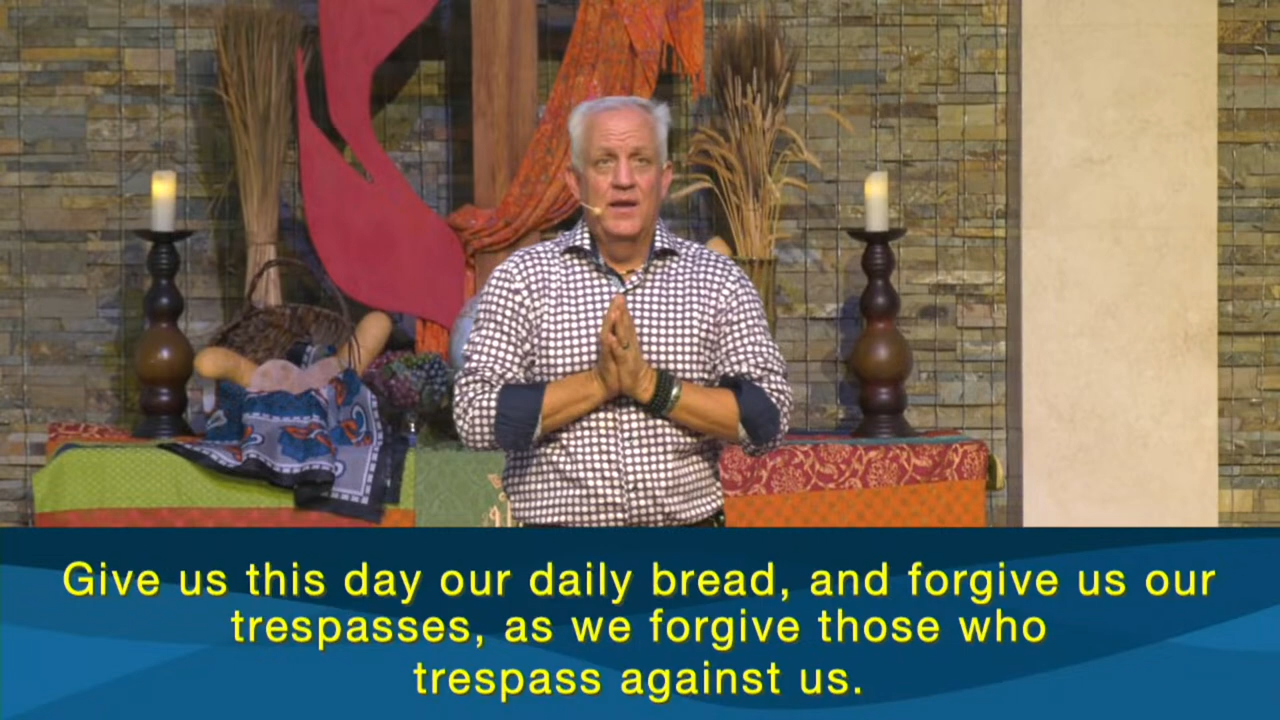 Give us this day our daily bread, and forgive us our
trespasses, as we forgive those who
trespass against us.